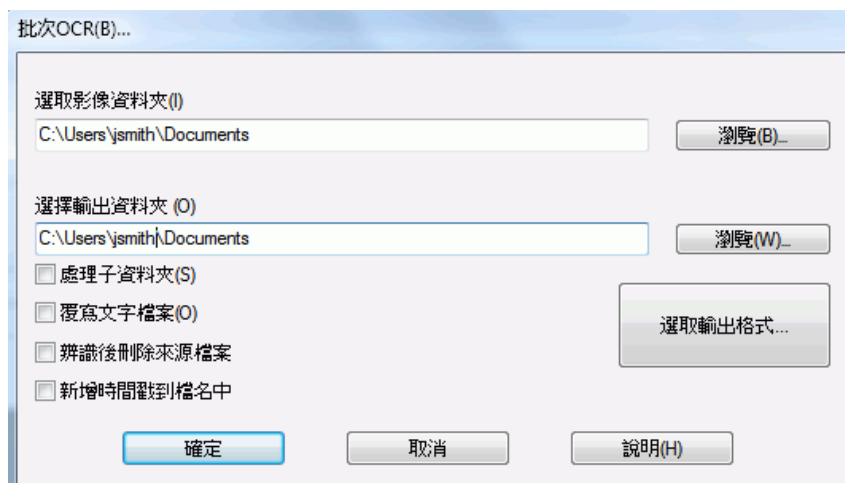 批次OCR(B)...
選取影像資料夾(I)
C:\Users\jsmith\Documents
瀏覽(B)...
選擇輸出資料夾 (O)
C:\Users\jsmith\Documents
瀏覽(W)...
處理子資料夾(S)
覆寫文字檔案(O)
選取輸出格式...
辨識後刪除來源檔案
新增時間戳到檔名中
確定
取消
說明(H)